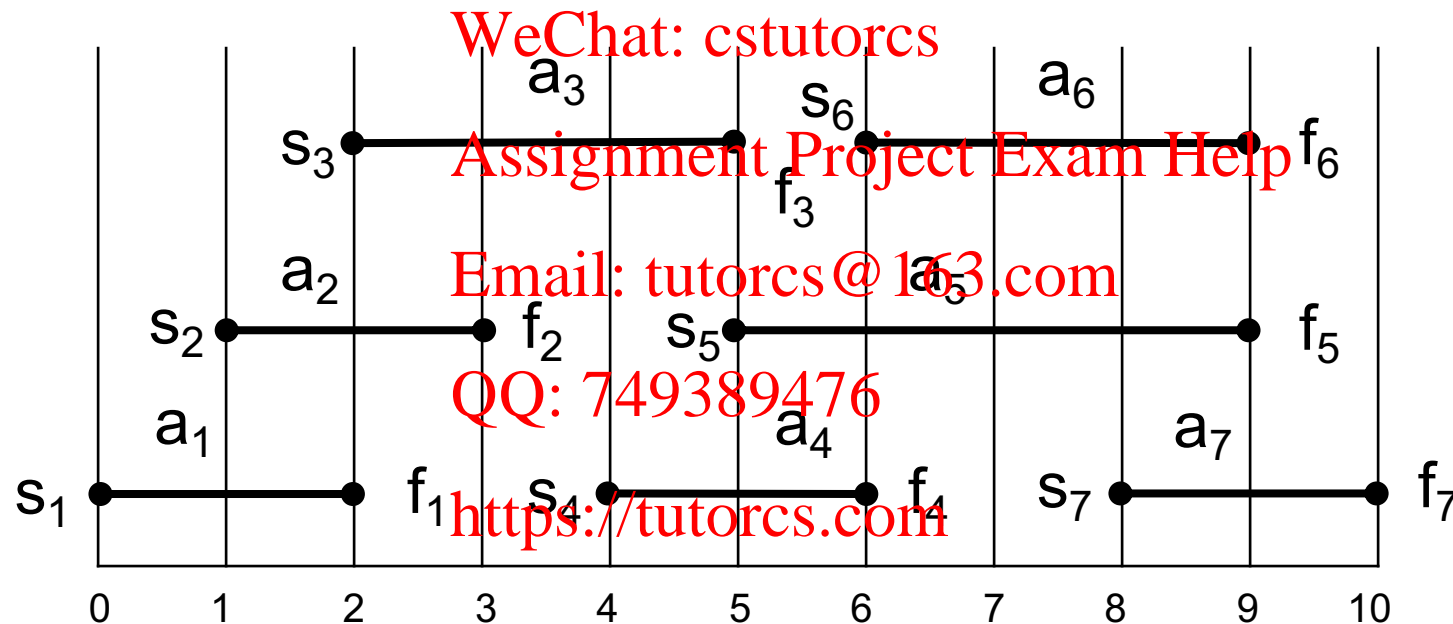 WeChat: cstutorcs
a3
s6
a6
s3
Assignment Project Exam Help
f6
f3
a2
Email: tutorcs@163.com
a5
s2
f2
s5
f5
QQ: 749389476
a1
a4
a7
s1
f1
s4
https://tutorcs.com
f4
s7
f7
0 1 2 3 4 5 6 7 8 9 10